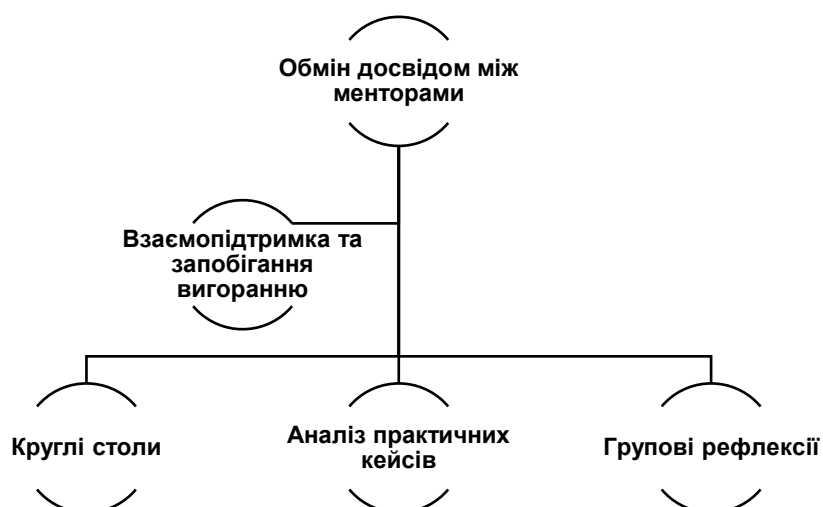 Обмін досвідом між
менторами
Взаємопідтримка та
запобігання
вигоранню
Круглі столи
Аналіз практичних
кейсів
Групові рефлексії